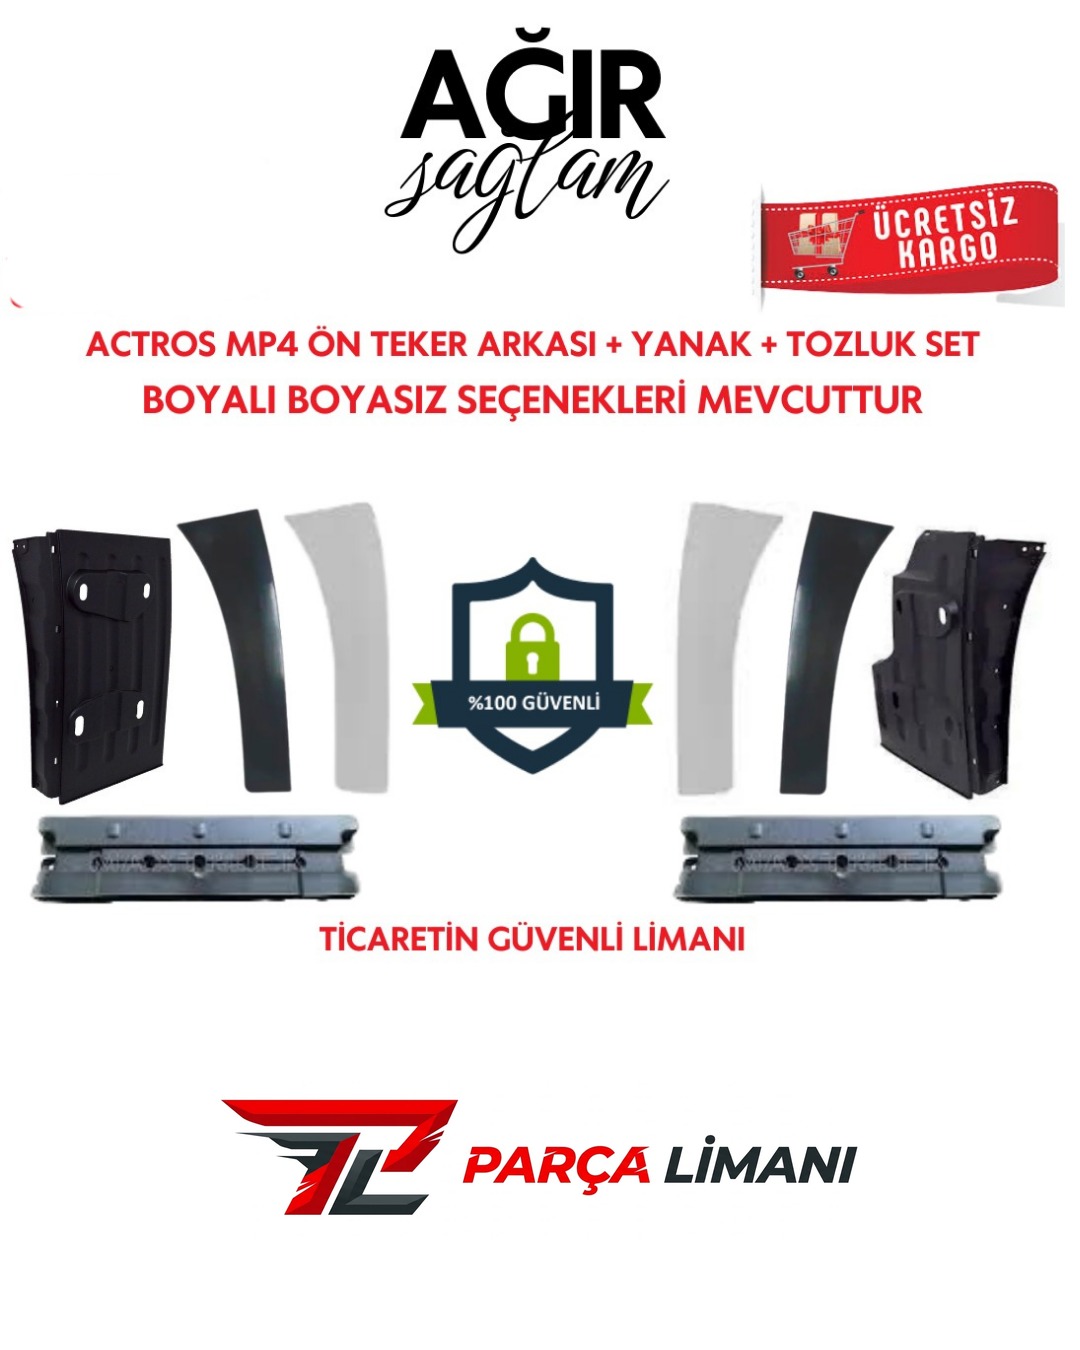 AĞIR
sağlam
ÜCRETSİZ
KARGO
ACTROS MP4 ÖN TEKER ARKASI + YANAK + TOZLUK SET
BOYALI BOYASIZ SEÇENEKLERİ MEVCUTTUR
%100 GÜVENLİ
TİCARETİN GÜVENLİ LİMANI
PARÇA LİMANI